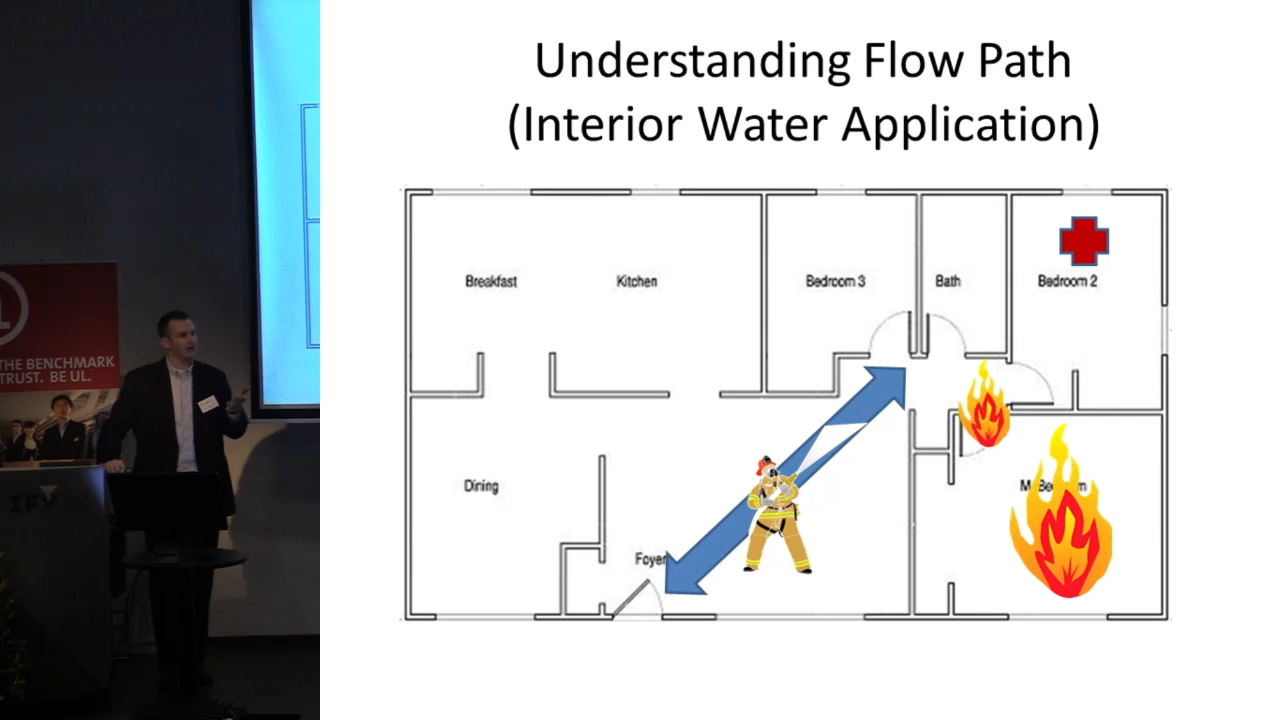 Understanding Flow Path
(Interior Water Application)
Breakfast
Kitchen
Bedroom 3
Bath
Bedroom 2
Dining
Foyer
THE BENCHMARK
TRUST. BE UL.